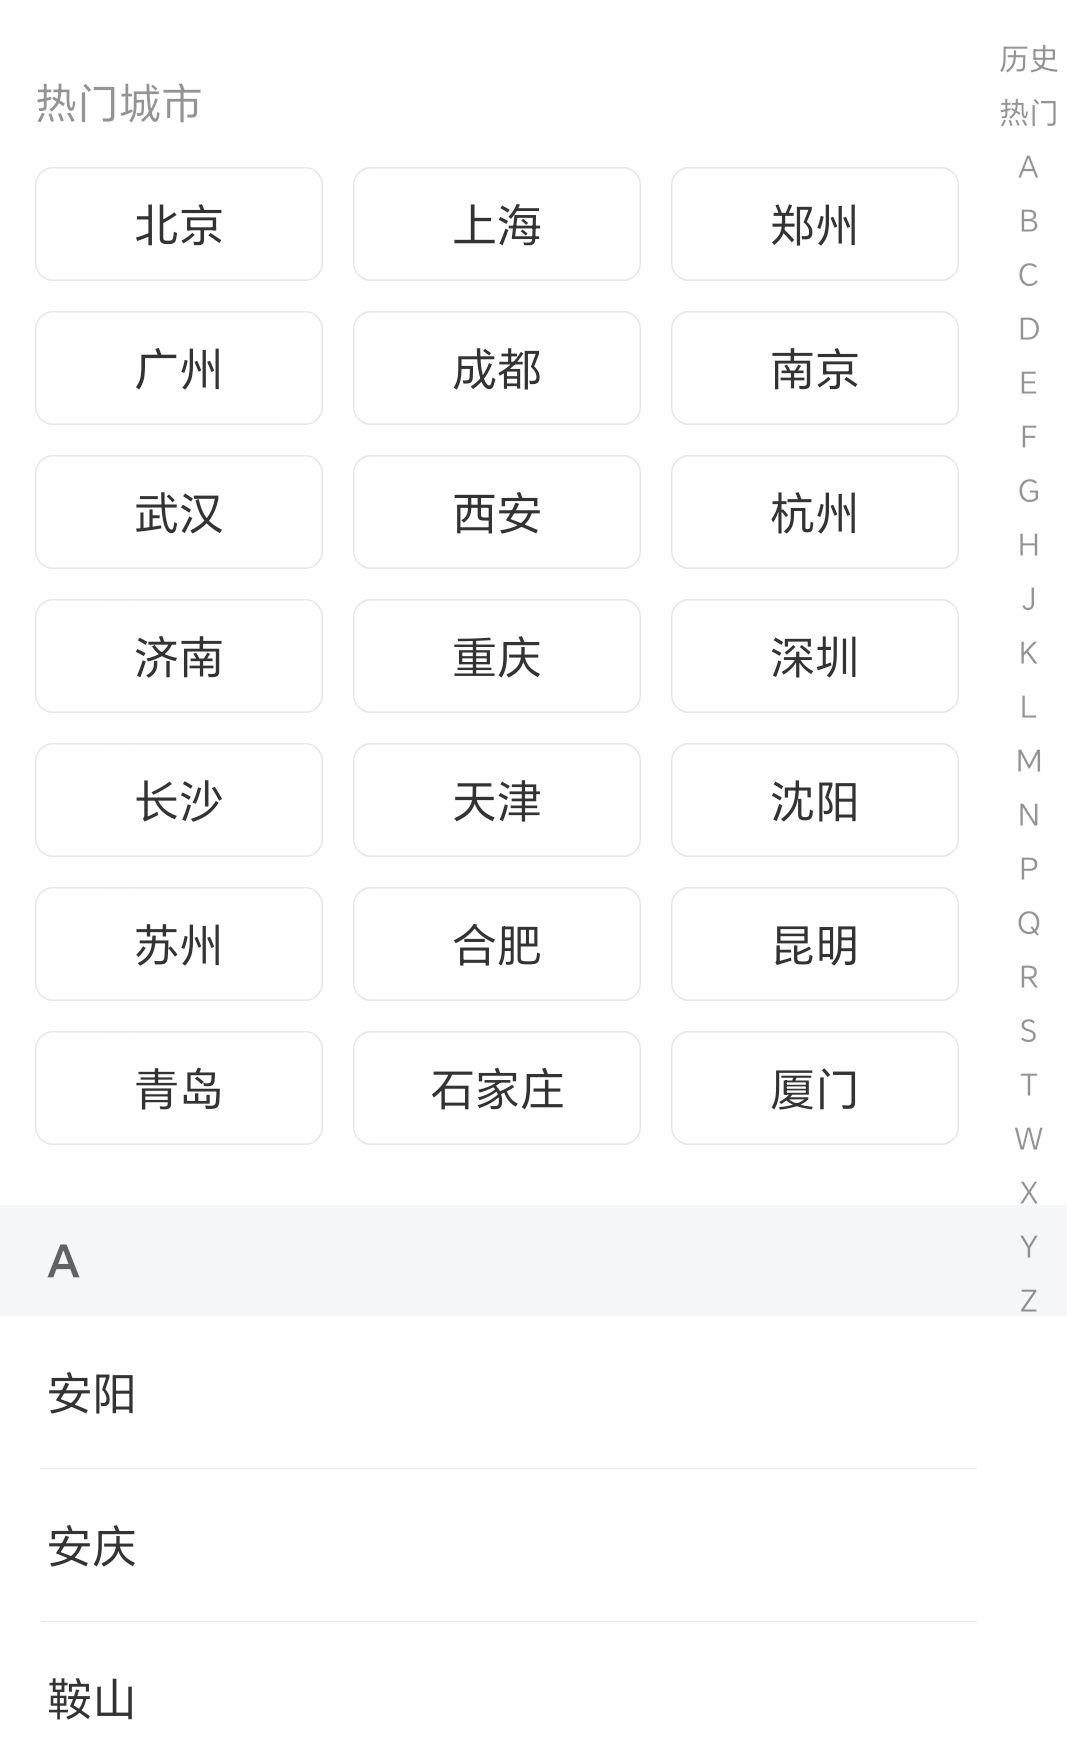 热门城市
北京 上海 郑州
广州 成都 南京
武汉 西安 杭州
济南 重庆 深圳
长沙 天津 沈阳
苏州 合肥 昆明
青岛 石家庄 厦门
A
安阳
安庆
鞍山
历史
热门
A
B
C
D
E
F
G
H
J
K
L
M
N
P
Q
R
S
T
W
X
Y
Z